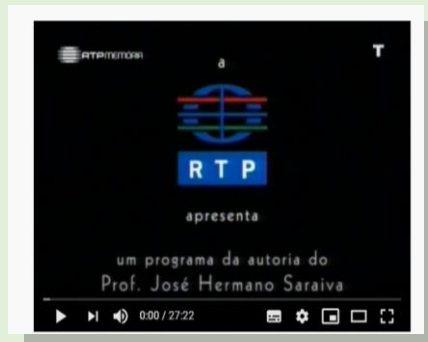 RTPMEMÓRIA
T
a
RTP
apresenta
um programa da autoria do
Prof. José Hermano Saraiva
0:00 / 27:22